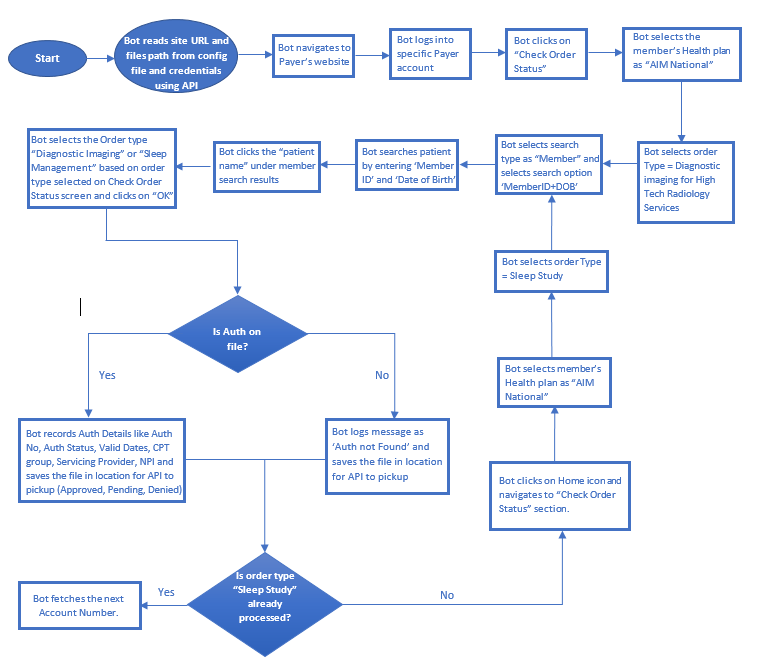 Start
Bot reads site URL and
files path from config
file and credentials
using API
Bot navigates to
Payer's website
Bot logs into
specific Payer
account
Bot clicks on
"Check Order
Status"
Bot selects the
member's Health plan
as "AIM National"
Bot selects order
Type = Diagnostic
imaging for High
Tech Radiology
Services
Bot selects search
type as "Member" and
selects search option
'MemberID+DOB'
Bot searches patient
by entering 'Member
ID' and 'Date of Birth'
Bot clicks the "patient
name" under member
search results
Bot selects the Order type
"Diagnostic Imaging" or "Sleep
Management" based on order
type selected on Check Order
Status screen and clicks on "OK"
Is Auth on
file?
Yes
No
Bot records Auth Details like Auth
No, Auth Status, Valid Dates, CPT
group, Servicing Provider, NPI and
saves the file in location for API to
pickup (Approved, Pending, Denied)
Bot logs message as
'Auth not Found' and
saves the file in location
for API to pickup
Is order type
"Sleep Study"
already
processed?
Yes
Bot fetches the next
Account Number.
No
Bot clicks on Home icon and
navigates to "Check Order
Status" section.
Bot selects member's
Health plan as "AIM
National"
Bot selects order Type
= Sleep Study